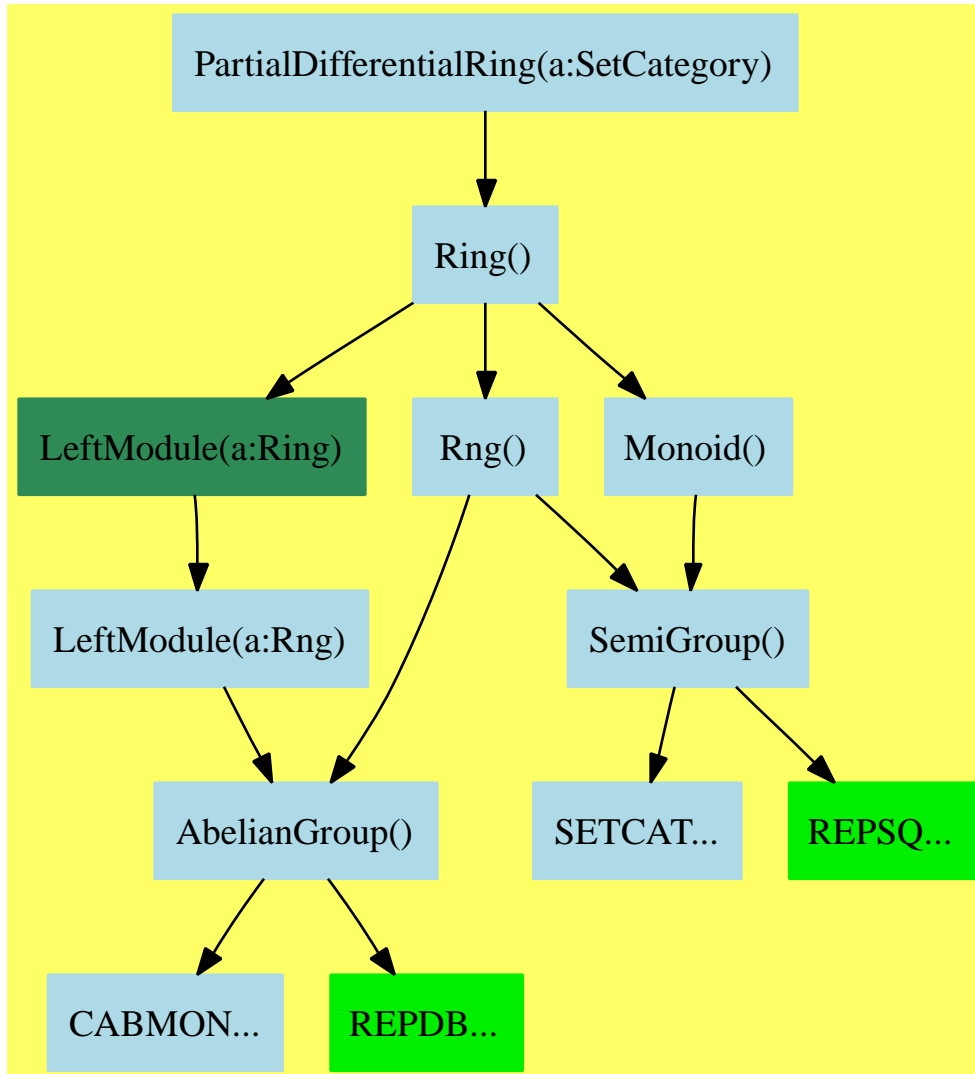 PartialDifferentialRing(a:SetCategory)
Ring()
LeftModule(a:Ring)
Rng()
Monoid()
LeftModule(a:Rng)
SemiGroup()
AbelianGroup()
SETCAT...
REPSQ...
CABMON...
REPDB...